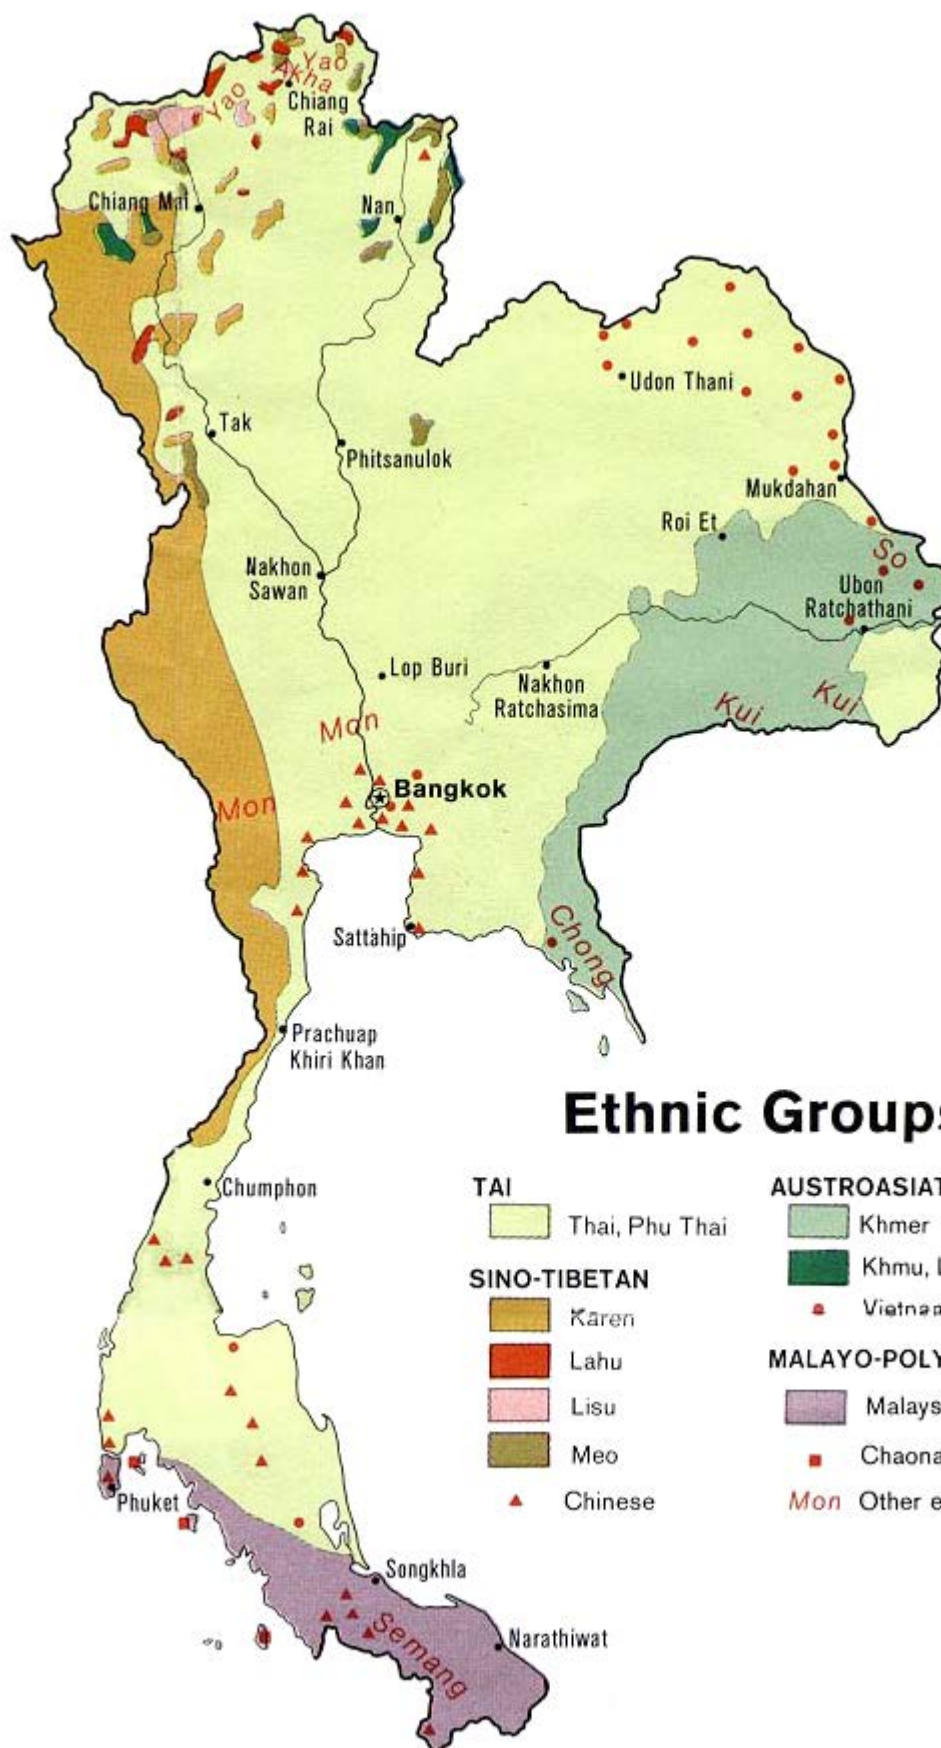 Yao
Akha
Yao
Chiang
Rai
Chiang Mai
Nan
Udon Thani
Tak
Phitsanulok
Mukdahan
Roi Et
So
Nakhon
Sawan
Ubon
Ratchathani
Lop Buri
Nakhon
Ratchasima
Kui
Kui
Mon
Mon
Bangkok
Sattahip
Chong
Prachuap
Khiri Khan
Chumphon
Phuket
Songkhla
Semang
Narathiwat
Ethnic Groups
TAI
Thai, Phu Thai
SINO-TIBETAN
Karen
Lahu
Lisu
Meo
Chinese
AUSTROASIAT
Khmer
Khmu, L
Vietnam
MALAYO-POLY
Malays
Chaona
Mon Other e